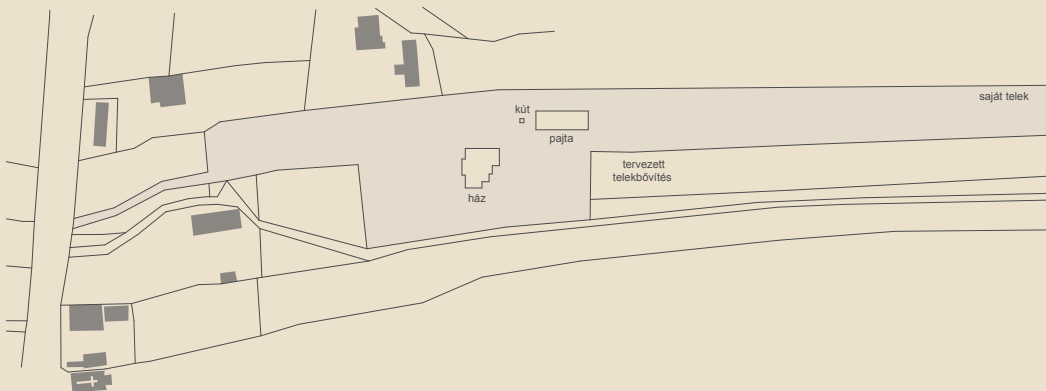 saját telek
kút
pajta
tervezett
telekbővítés
ház